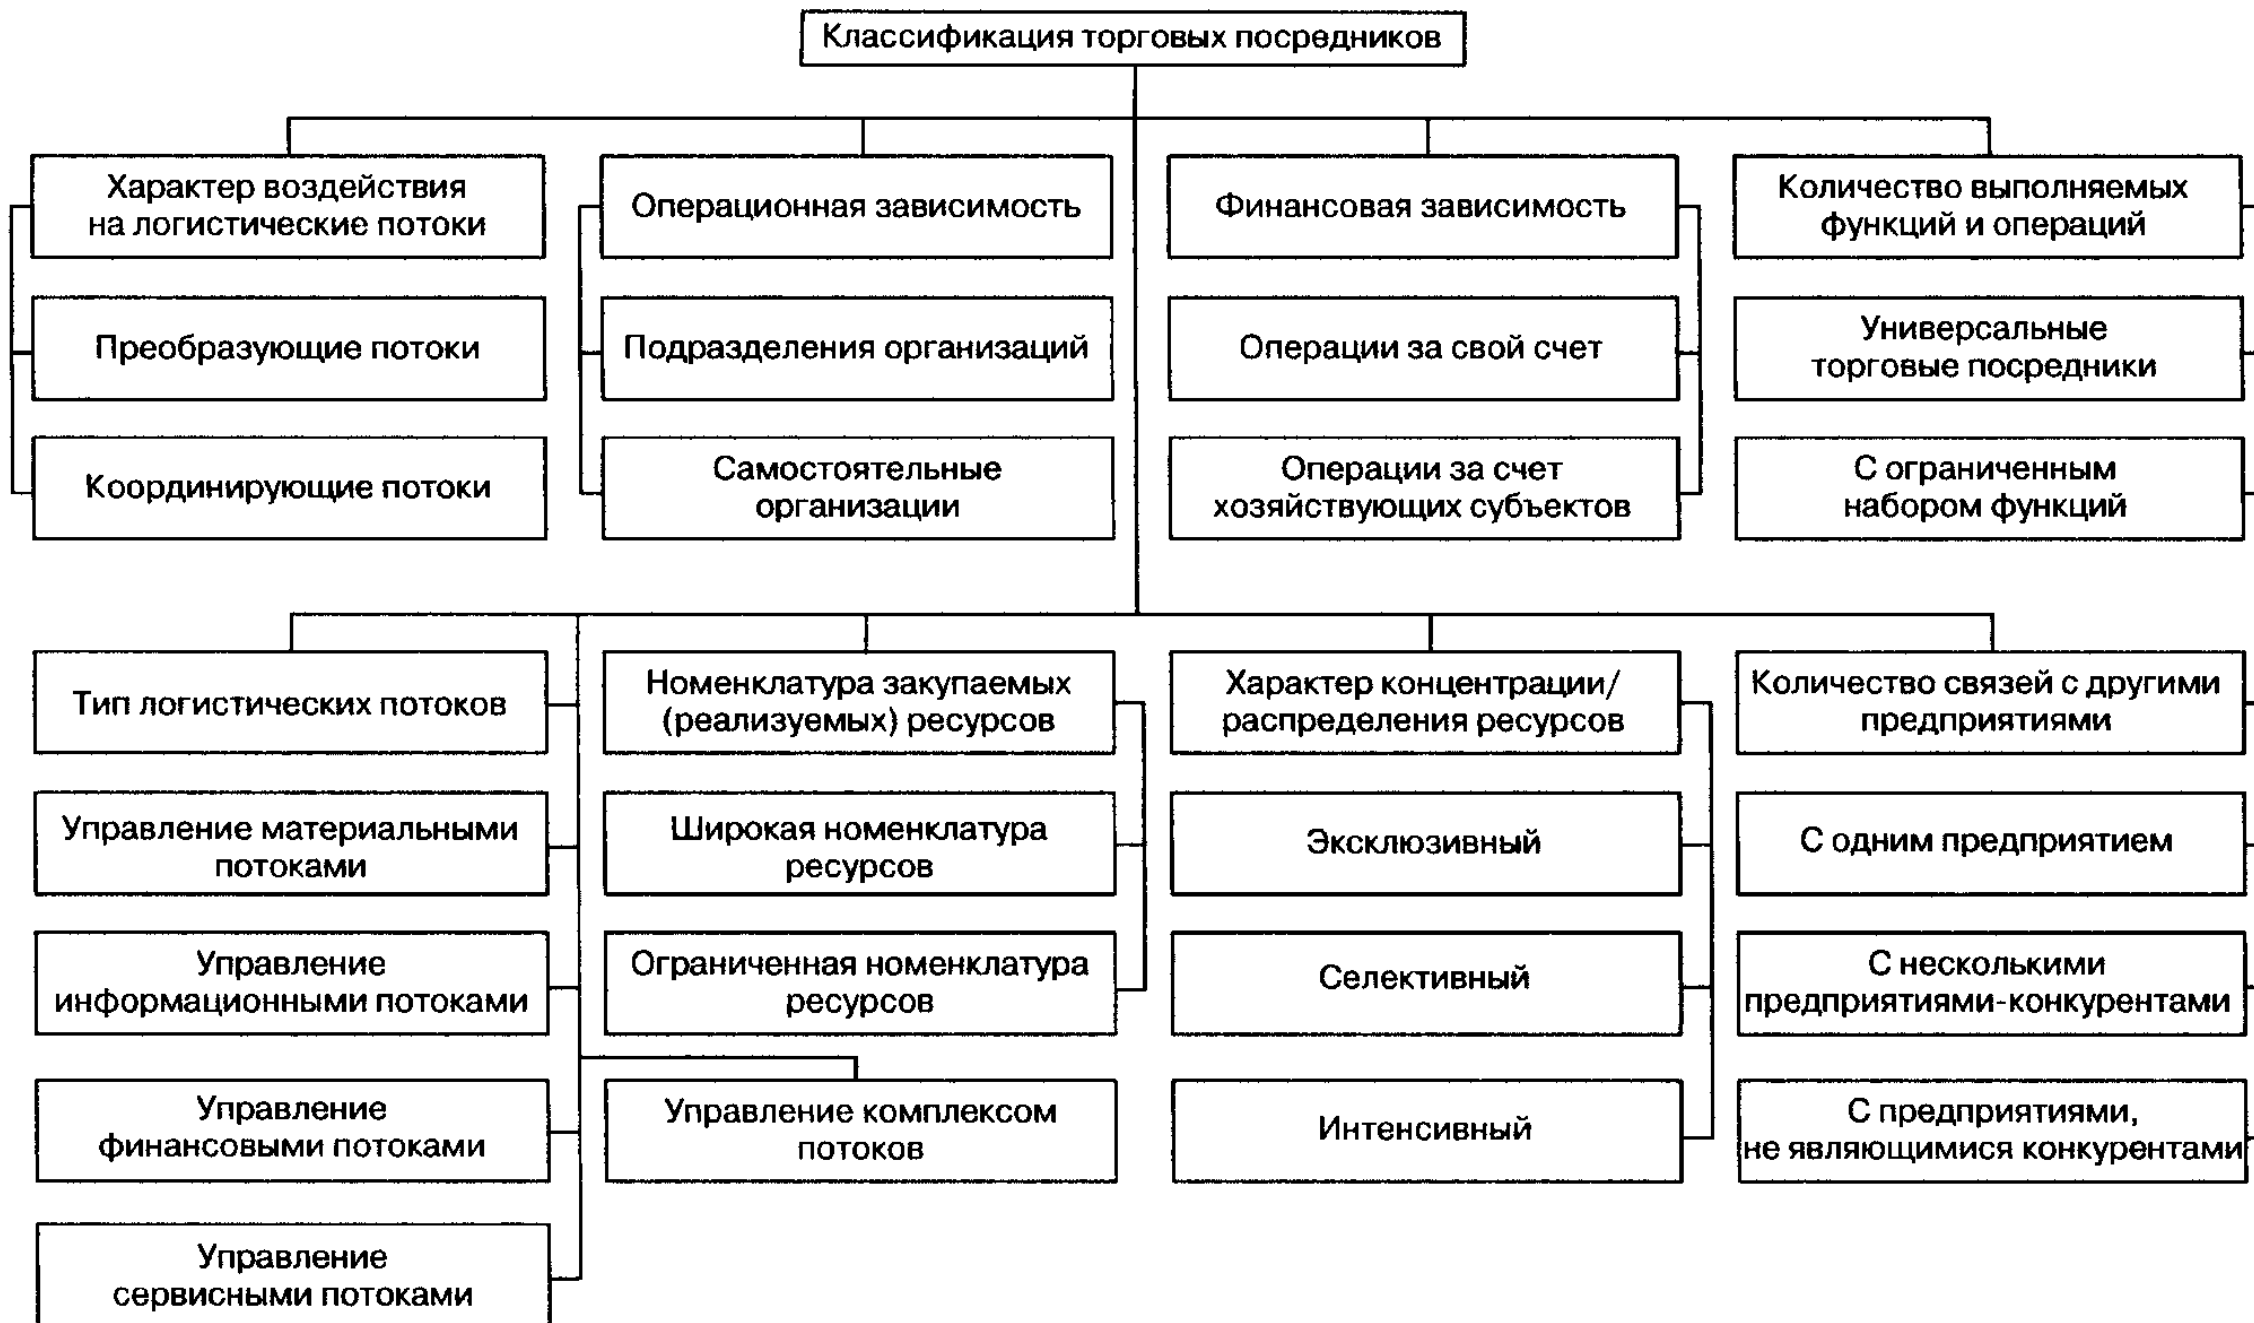 Классификация торговых посредников
Характер воздействия
на логистические потоки
Операционная зависимость
Финансовая зависимость
Количество выполняемых
функций и операций
Преобразующие потоки
Подразделения организаций
Операции за свой счет
Универсальные
торговые посредники
Координирующие потоки
Самостоятельные
организации
Операции за счет
хозяйствующих субъектов
С ограниченным
набором функций
Тип логистических потоков
Номенклатура закупаемых
(реализуемых) ресурсов
Характер концентрации/
распределения ресурсов
Количество связей с другими
предприятиями
Управление материальными
потоками
Широкая номенклатура
ресурсов
Эксклюзивный
С одним предприятием
Управление
информационными потоками
Ограниченная номенклатура
ресурсов
Селективный
С несколькими
предприятиями-конкурентами
Управление
финансовыми потоками
Управление комплексом
потоков
Интенсивный
С предприятиями,
не являющимися конкурентами
Управление
сервисными потоками